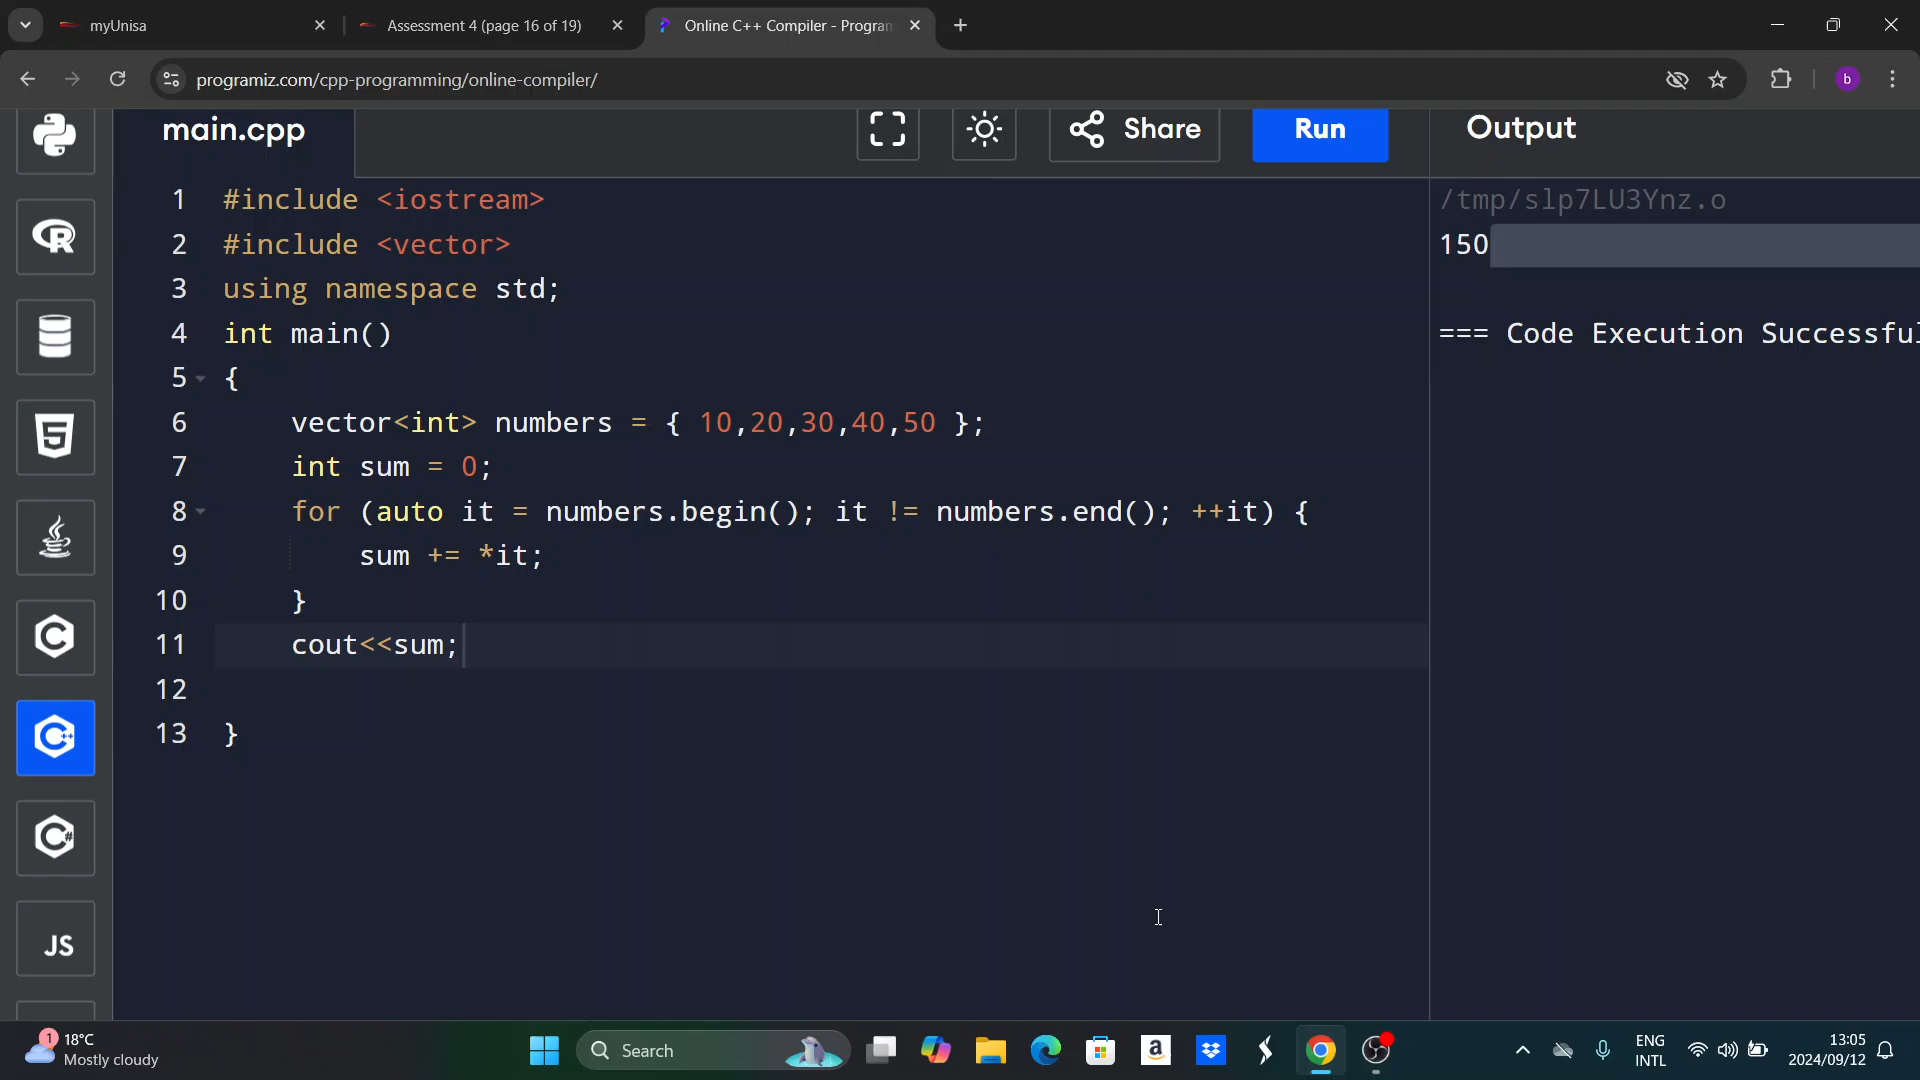 myUnisa
Assessment 4 (page 16 of 19)
Online C++ Compiler - Program
programiz.com/cpp-programming/online-compiler/
b
main.cpp
Share
Run
Output
1 #include <iostream>
2 #include <vector>
3 using namespace std;
4 int main()
5 {
6 vector<int> numbers = { 10,20,30,40,50 };
7 int sum = 0;
8 for (auto it = numbers.begin(); it != numbers.end(); ++it) {
9 sum += *it;
10 }
11 cout<<sum;
12
13 }
/tmp/slp7LU3Ynz.o
150
=== Code Execution Successful
R
5
C
C++
C#
JS
1
18°C
Mostly cloudy
Search
a
ENG
INTL
13:05
2024/09/12